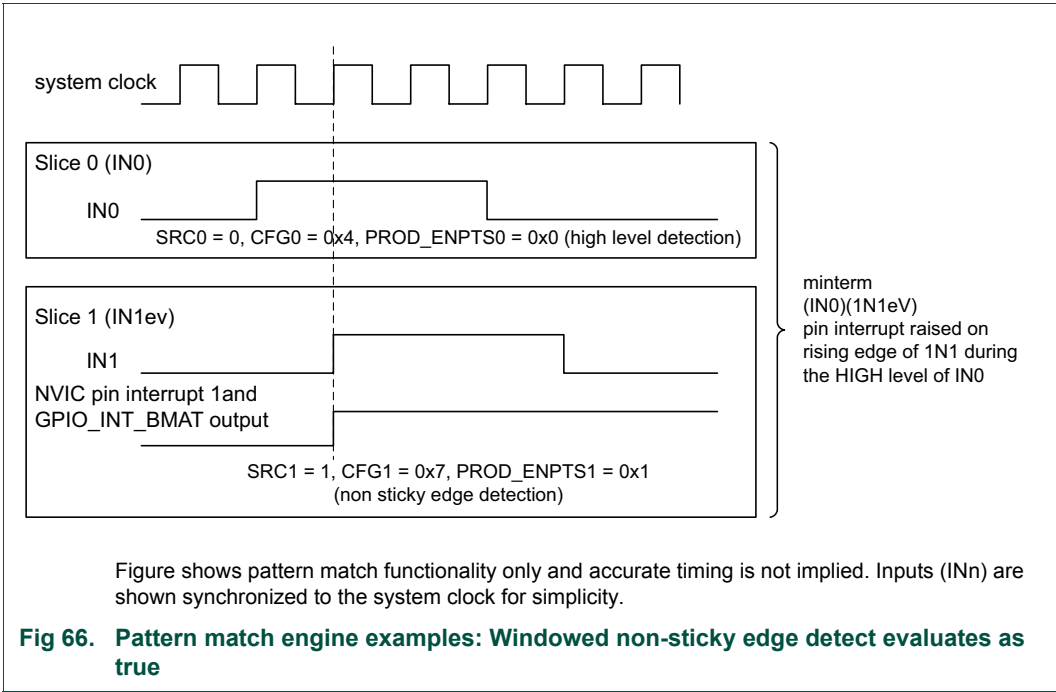 system clock
Slice 0 (IN0)
IN0
SRC0 = 0, CFG0 = 0x4, PROD_ENPTS0 = 0x0 (high level detection)
Slice 1 (IN1ev)
IN1
NVIC pin interrupt 1and
GPIO_INT_BMAT output
SRC1 = 1, CFG1 = 0x7, PROD_ENPTS1 = 0x1
(non sticky edge detection)
minterm
(IN0)(1N1eV)
pin interrupt raised on
rising edge of 1N1 during
the HIGH level of IN0
Figure shows pattern match functionality only and accurate timing is not implied. Inputs (INn) are
shown synchronized to the system clock for simplicity.
Fig 66. Pattern match engine examples: Windowed non-sticky edge detect evaluates as
true